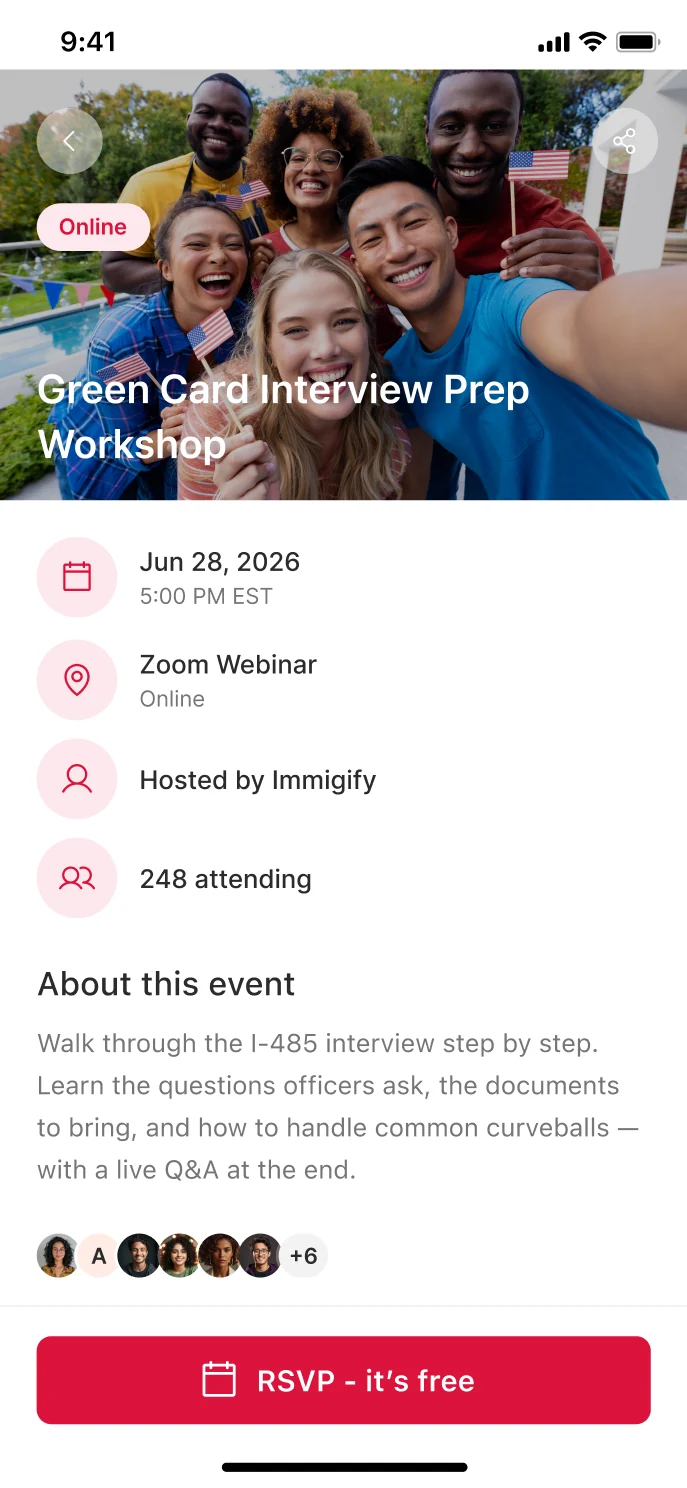 9:41
Online
Green Card Interview Prep
Workshop
Jun 28, 2026
5:00 PM EST
Zoom Webinar
Online
Hosted by Immigify
248 attending
About this event
Walk through the I-485 interview step by step.
Learn the questions officers ask, the documents
to bring, and how to handle common curveballs —
with a live Q&A at the end.
A +6
RSVP - it’s free